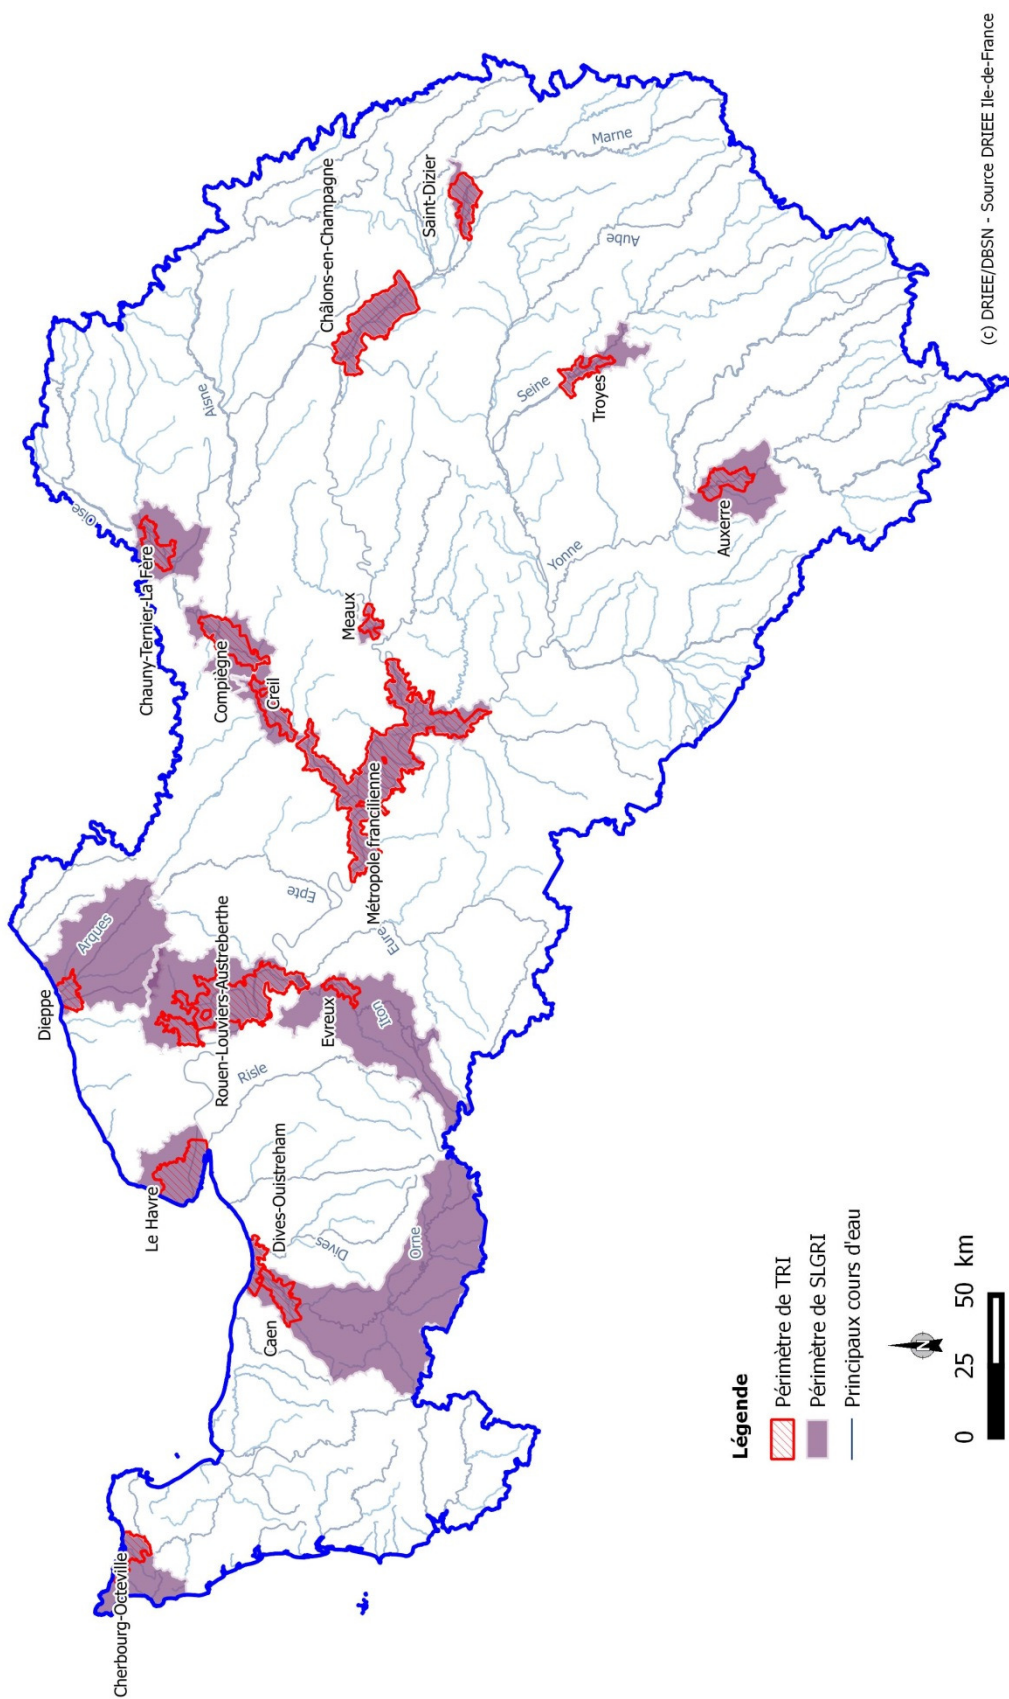 Cherbourg-Octeville
Le Havre
Dieppe
Arques
Rouen-Louviers-Austreberthe
Evreux
Iton
Risle
Caen
Dives-Ouistreham
Dives
Orne
Epte
Eure
Métropole francilienne
Creil
Compiègne
Chauny-Ternier-La Fère
Oise
Aisne
Meaux
Châlons-en-Champagne
Saint-Dizier
Marne
Aube
Seine
Troyes
Yonne
Auxerre
Légende
Périmètre de TRI
Périmètre de SLGRI
Principaux cours d'eau
N
0 25 50 km
(c) DRIEE/DBSN - Source DRIEE Ile-de-France